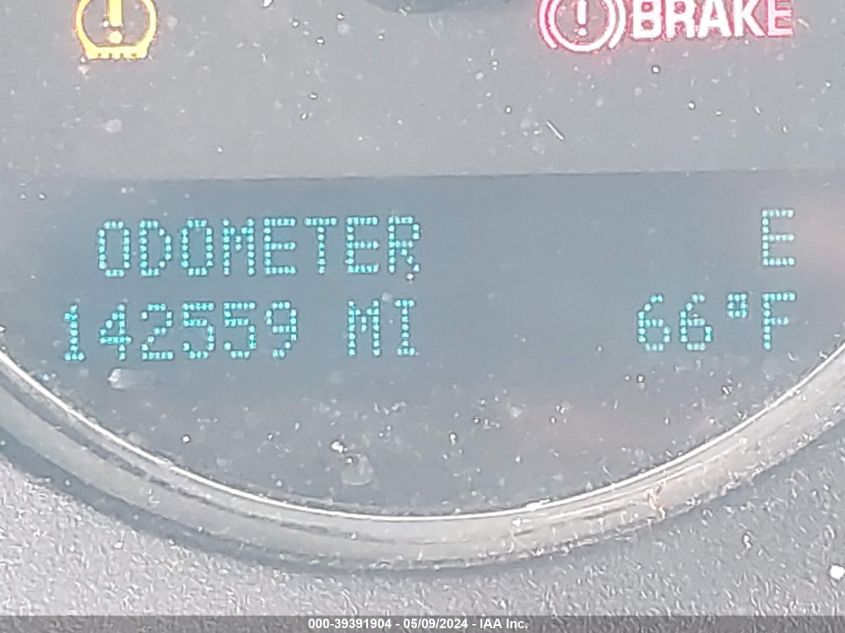 ! (!) BRAKE
ODOMETER E
142559 MI 66°F
000-39391904 - 05/09/2024 - IAA Inc.